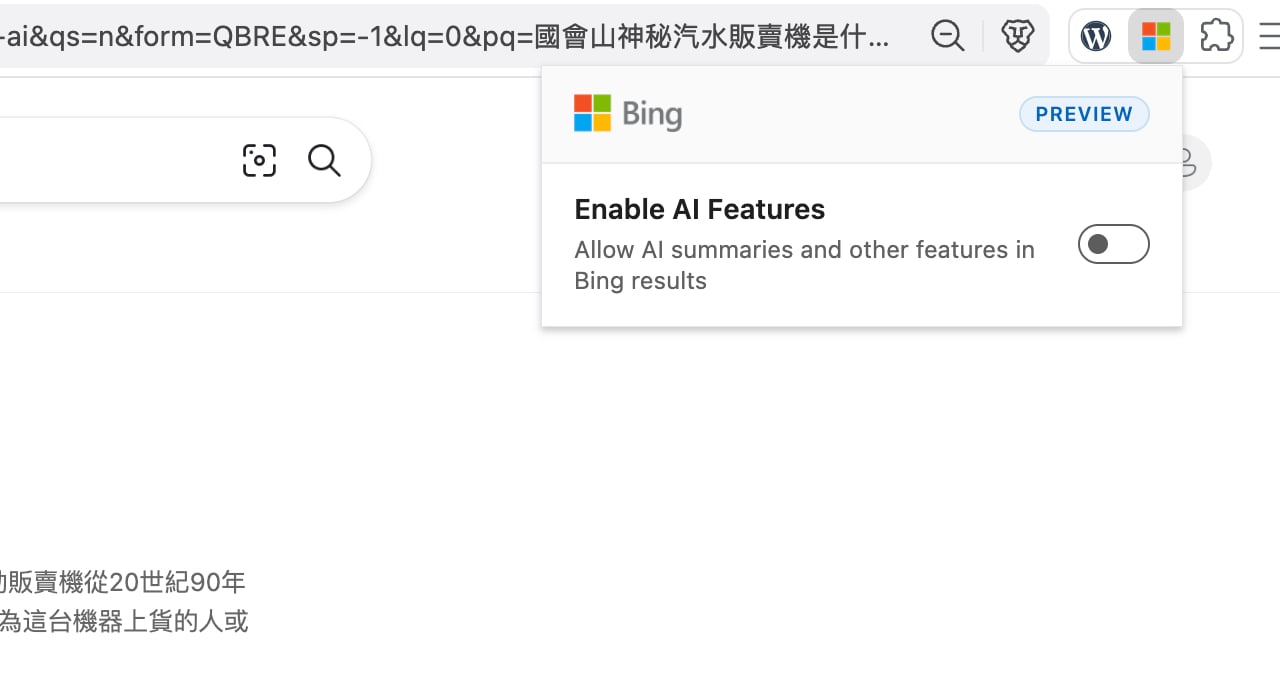 -ai&qs=n&form=QBRE&sp=-1&lq=0&pq=國會山神秘汽水販賣機是什...
Bing
PREVIEW
Enable AI Features
Allow AI summaries and other features in
Bing results
販賣機從20世紀90年
為這台機器上貨的人或